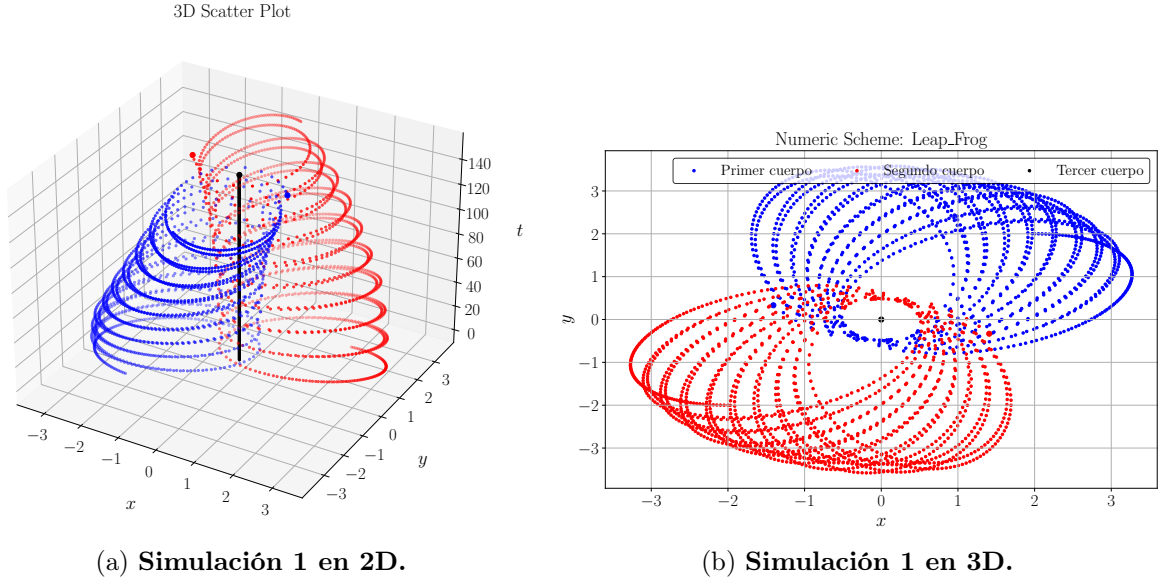 3D Scatter Plot
140
120
100
80
60
40
20
0
t
−3
−2
−1
0
1
2
3
x
3
2
1
0
−1
−2
−3
y
(a) Simulación 1 en 2D.
Numeric Scheme: Leap_Frog
Primer cuerpo Segundo cuerpo Tercer cuerpo
3
2
1
0
−1
−2
−3
y
−3 −2 −1 0 1 2 3
x
(b) Simulación 1 en 3D.